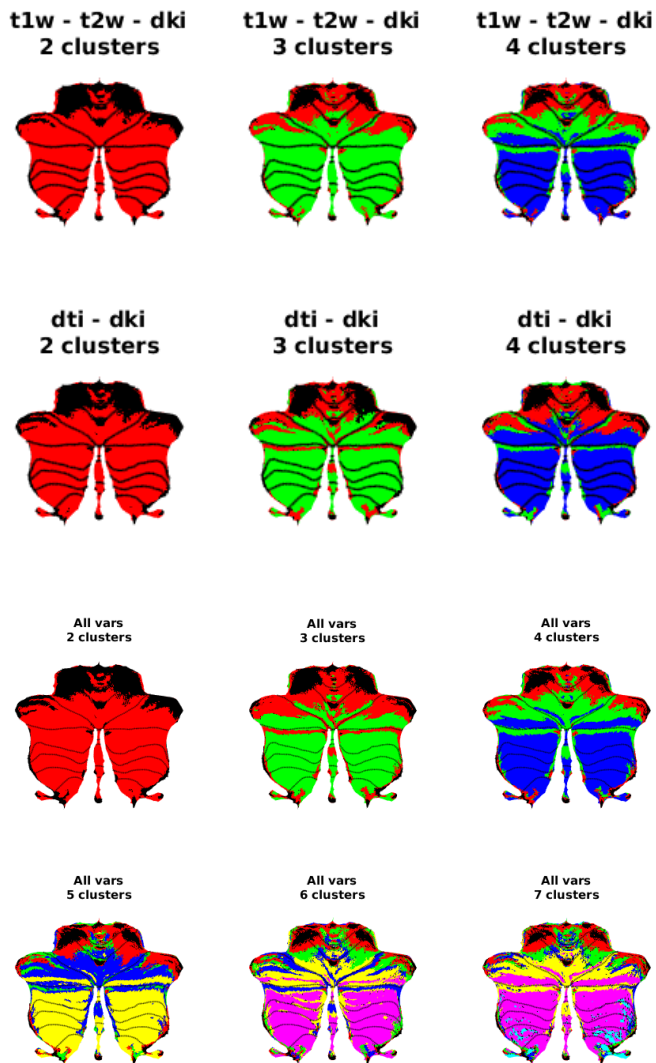 t1w - t2w - dki
2 clusters
t1w - t2w - dki
3 clusters
t1w - t2w - dki
4 clusters
dti - dki
2 clusters
dti - dki
3 clusters
dti - dki
4 clusters
All vars
2 clusters
All vars
3 clusters
All vars
4 clusters
All vars
5 clusters
All vars
6 clusters
All vars
7 clusters